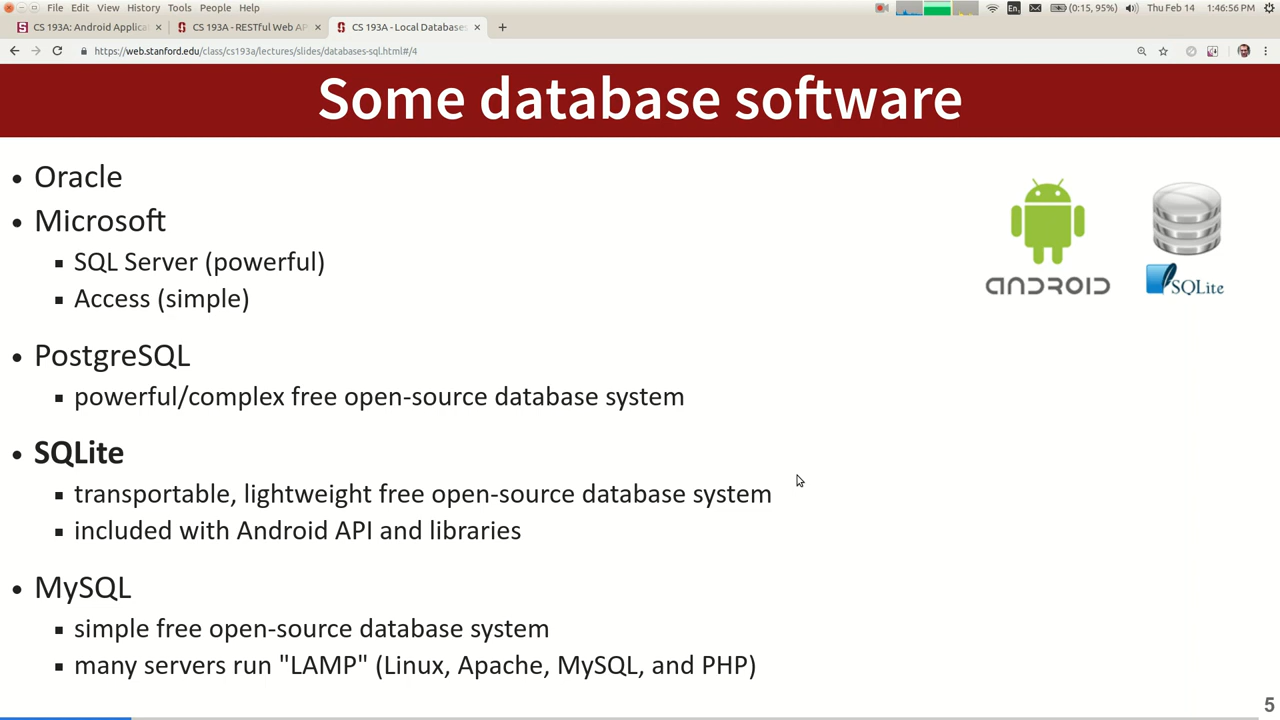 File Edit View History Tools People Help
En
(0:15, 95%)
Thu Feb 14
1:46:56 PM
CS 193A: Android Applica
CS 193A - RESTful Web AP
CS 193A - Local Databases
https://web.stanford.edu/class/cs193a/lectures/slides/databases-sql.html#/4
Some database software
Oracle
Microsoft
SQL Server (powerful)
Access (simple)
PostgreSQL
powerful/complex free open-source database system
SQLite
transportable, lightweight free open-source database system
included with Android API and libraries
MySQL
simple free open-source database system
many servers run "LAMP" (Linux, Apache, MySQL, and PHP)
ANDROID
SQLite
5